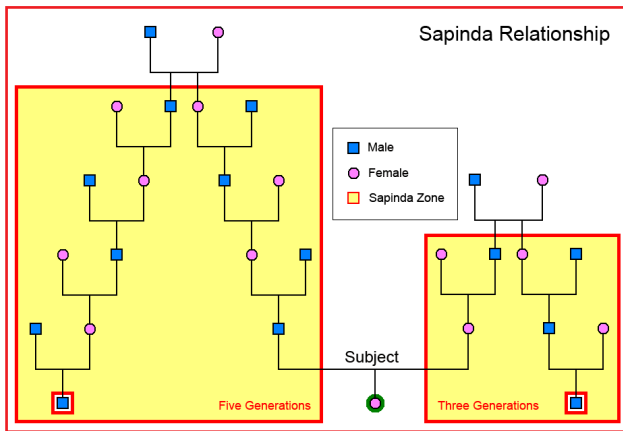 Sapinda Relationship
Male
Female
Sapinda Zone
Subject
Five Generations
Three Generations